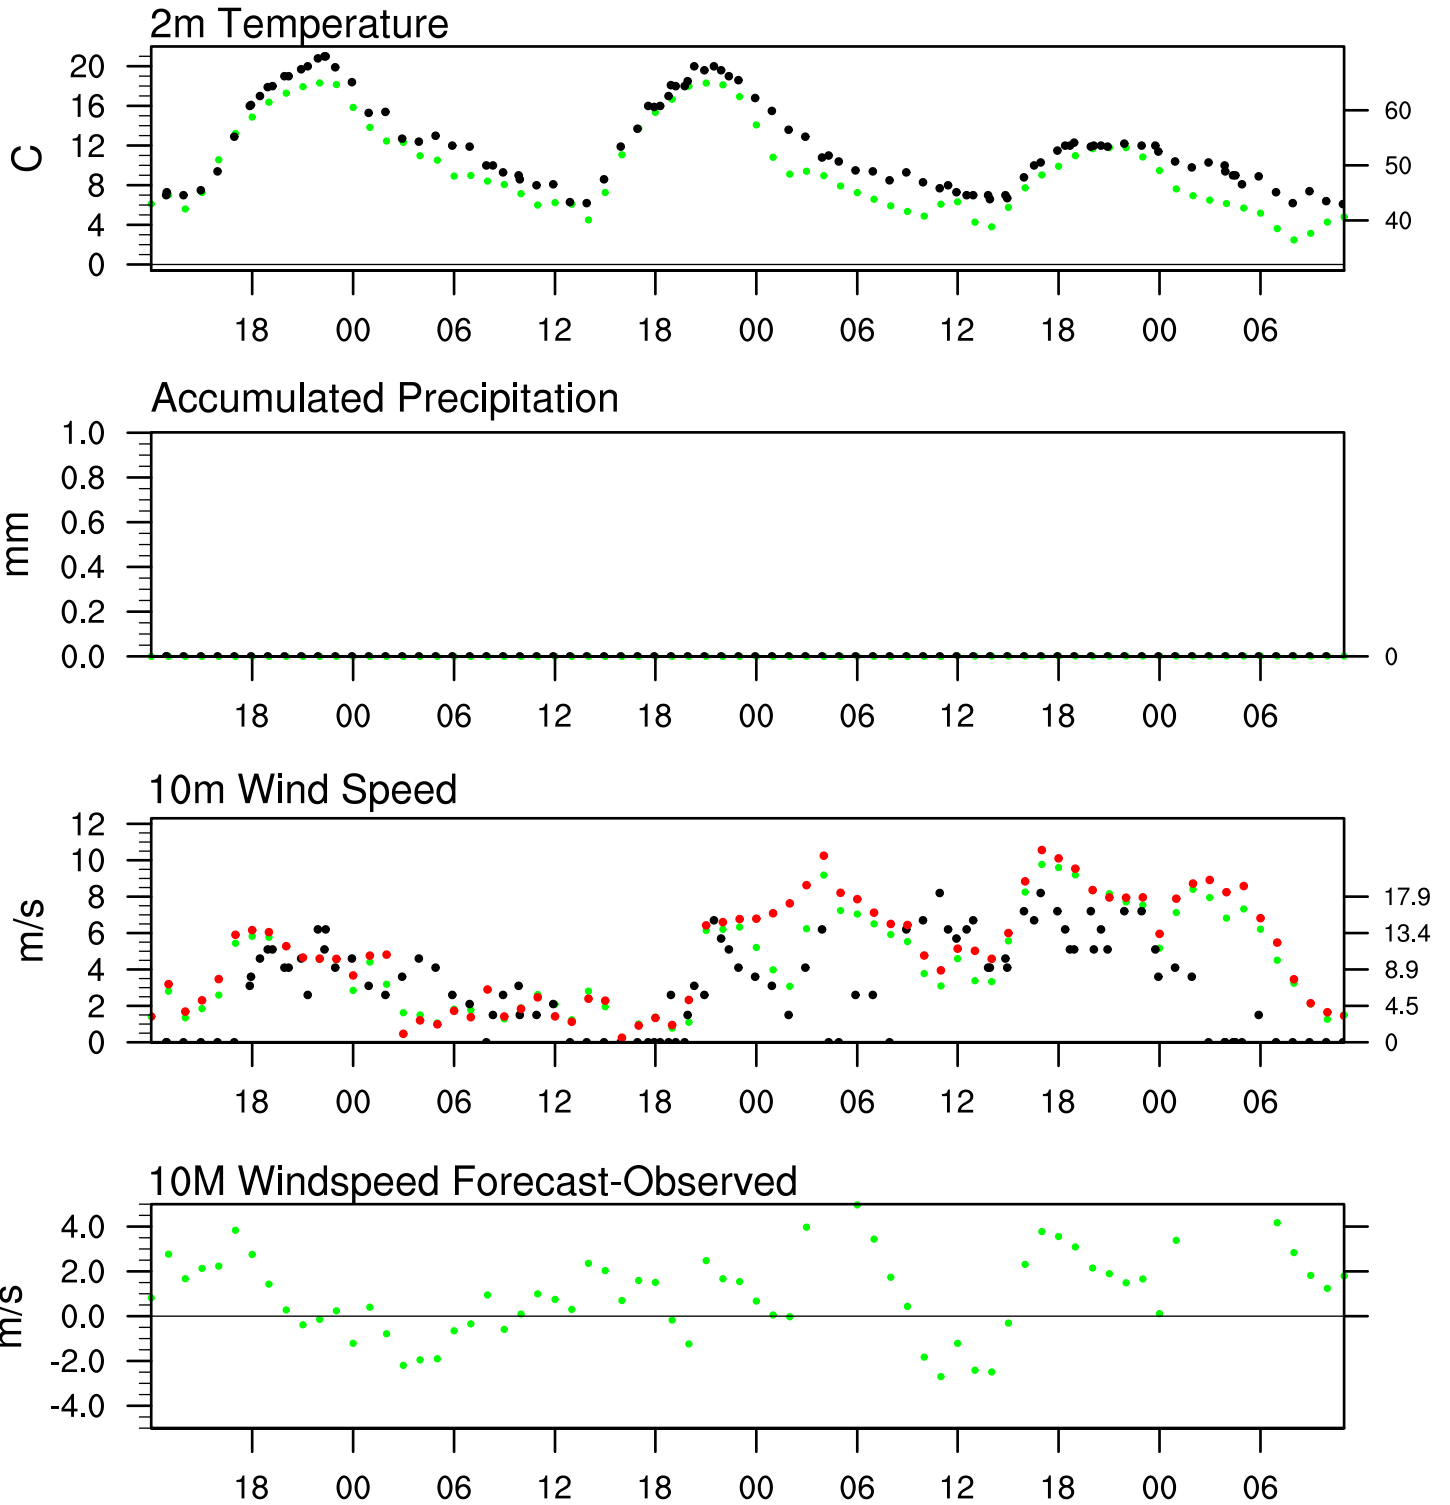 2m Temperature
20
16
12
8
4
0
C
60
50
40
18 00 06 12 18 00 06 12 18 00 06
Accumulated Precipitation
1.0
0.8
0.6
0.4
0.2
0.0
mm
0
18 00 06 12 18 00 06 12 18 00 06
10m Wind Speed
12
10
8
6
4
2
0
m/s
17.9
13.4
8.9
4.5
0
18 00 06 12 18 00 06 12 18 00 06
10M Windspeed Forecast-Observed
4.0
2.0
0.0
-2.0
-4.0
m/s
18 00 06 12 18 00 06 12 18 00 06